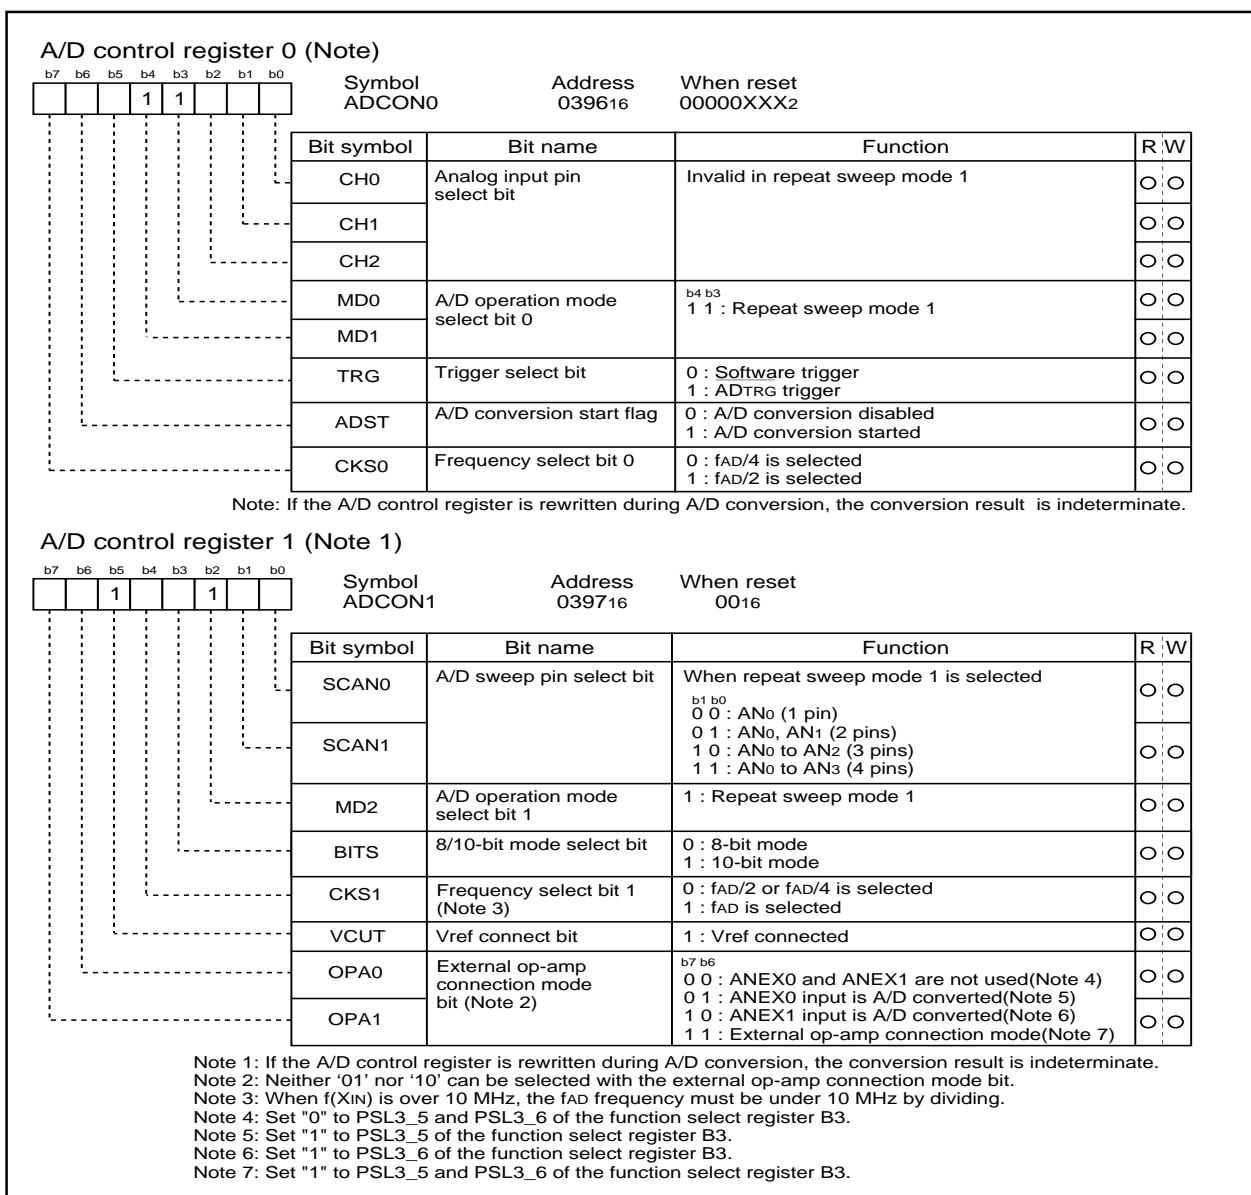 A/D control register 0 (Note)
b7 b6 b5 b4 b3 b2 b1 b0
1 1
Symbol Address When reset
ADCON0 039616 00000XXX2
Bit symbol Bit name Function R W
CH0 Analog input pin select bit Invalid in repeat sweep mode 1
CH1
CH2
MD0 A/D operation mode select bit 0 b4 b3
1 1 : Repeat sweep mode 1
MD1
TRG Trigger select bit 0 : Software trigger
1 : ADTRG trigger
ADST A/D conversion start flag 0 : A/D conversion disabled
1 : A/D conversion started
CKS0 Frequency select bit 0 0 : fAD/4 is selected
1 : fAD/2 is selected
Note: If the A/D control register is rewritten during A/D conversion, the conversion result is indeterminate.
A/D control register 1 (Note 1)
b7 b6 b5 b4 b3 b2 b1 b0
1 1
Symbol Address When reset
ADCON1 039716 0016
Bit symbol Bit name Function R W
SCAN0 A/D sweep pin select bit When repeat sweep mode 1 is selected
b1 b0
0 0 : AN0 (1 pin)
0 1 : AN0, AN1 (2 pins)
SCAN1 1 0 : AN0 to AN2 (3 pins)
1 1 : AN0 to AN3 (4 pins)
MD2 A/D operation mode select bit 1 1 : Repeat sweep mode 1
BITS 8/10-bit mode select bit 0 : 8-bit mode
1 : 10-bit mode
CKS1 Frequency select bit 1 (Note 3) 0 : fAD/2 or fAD/4 is selected
1 : fAD is selected
VCUT Vref connect bit 1 : Vref connected
OPA0 External op-amp connection mode bit (Note 2) b7 b6
0 0 : ANEX0 and ANEX1 are not used(Note 4)
0 1 : ANEX0 input is A/D converted(Note 5)
OPA1 1 0 : ANEX1 input is A/D converted(Note 6)
1 1 : External op-amp connection mode(Note 7)
Note 1: If the A/D control register is rewritten during A/D conversion, the conversion result is indeterminate.
Note 2: Neither ‘01’ nor ‘10’ can be selected with the external op-amp connection mode bit.
Note 3: When f(XIN) is over 10 MHz, the fAD frequency must be under 10 MHz by dividing.
Note 4: Set "0" to PSL3_5 and PSL3_6 of the function select register B3.
Note 5: Set "1" to PSL3_5 of the function select register B3.
Note 6: Set "1" to PSL3_6 of the function select register B3.
Note 7: Set "1" to PSL3_5 and PSL3_6 of the function select register B3.